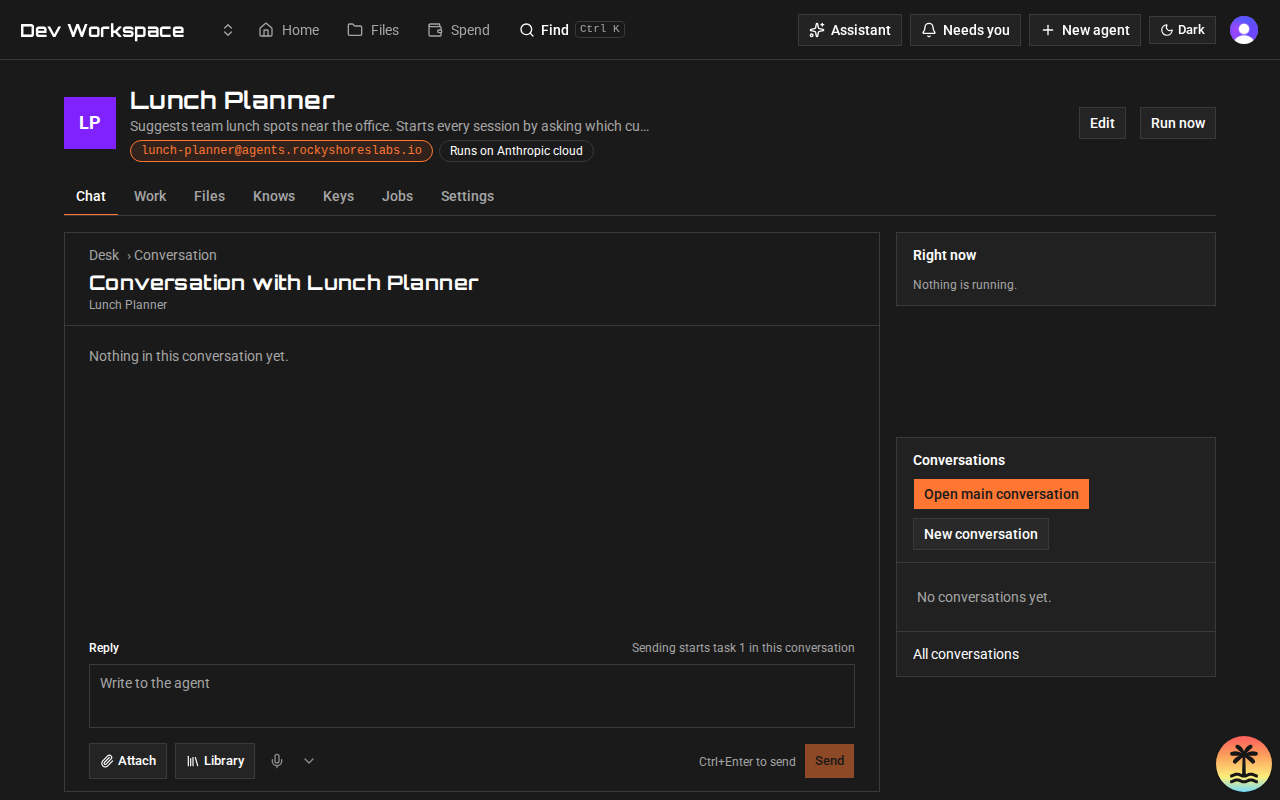 Dev Workspace
Home
Files
Spend
Find Ctrl K
Assistant
Needs you
New agent
Dark
LP
Lunch Planner
Suggests team lunch spots near the office. Starts every session by asking which cu...
lunch-planner@agents.rockyshoreslabs.io
Runs on Anthropic cloud
Edit
Run now
Chat
Work
Files
Knows
Keys
Jobs
Settings
Desk › Conversation
Conversation with Lunch Planner
Lunch Planner
Nothing in this conversation yet.
Reply
Sending starts task 1 in this conversation
Write to the agent
Attach
Library
Ctrl+Enter to send
Send
Right now
Nothing is running.
Conversations
Open main conversation
New conversation
No conversations yet.
All conversations